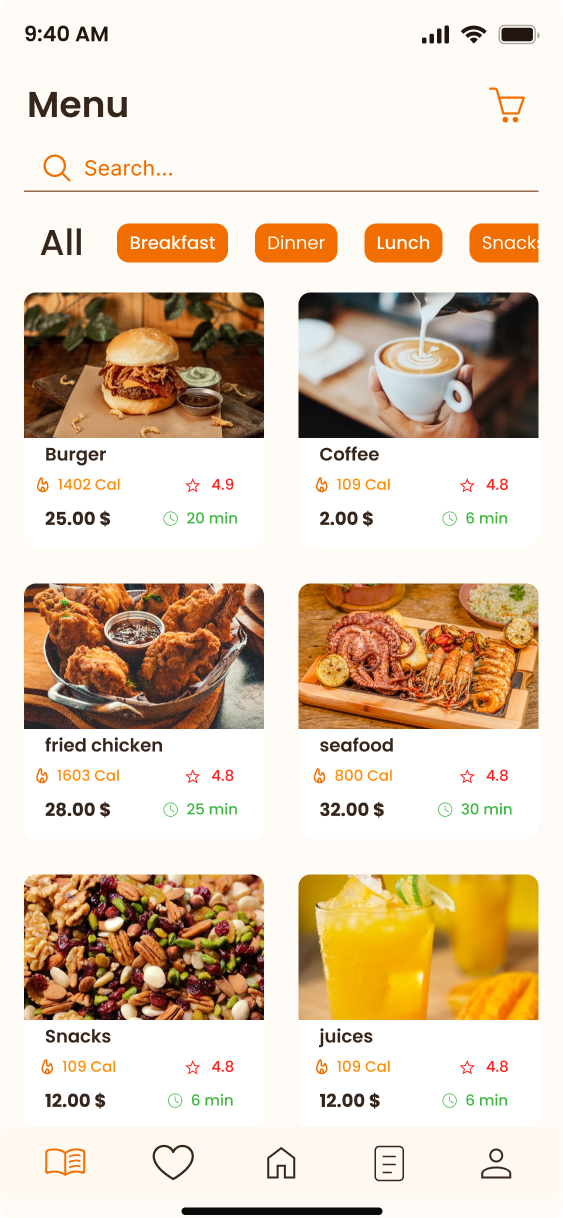 9:40 AM
Menu
Search...
All Breakfast Dinner Lunch Snacks
Burger
1402 Cal 4.9
25.00 $ 20 min
Coffee
109 Cal 4.8
2.00 $ 6 min
fried chicken
1603 Cal 4.8
28.00 $ 25 min
seafood
800 Cal 4.8
32.00 $ 30 min
Snacks
109 Cal 4.8
12.00 $ 6 min
juices
109 Cal 4.8
12.00 $ 6 min